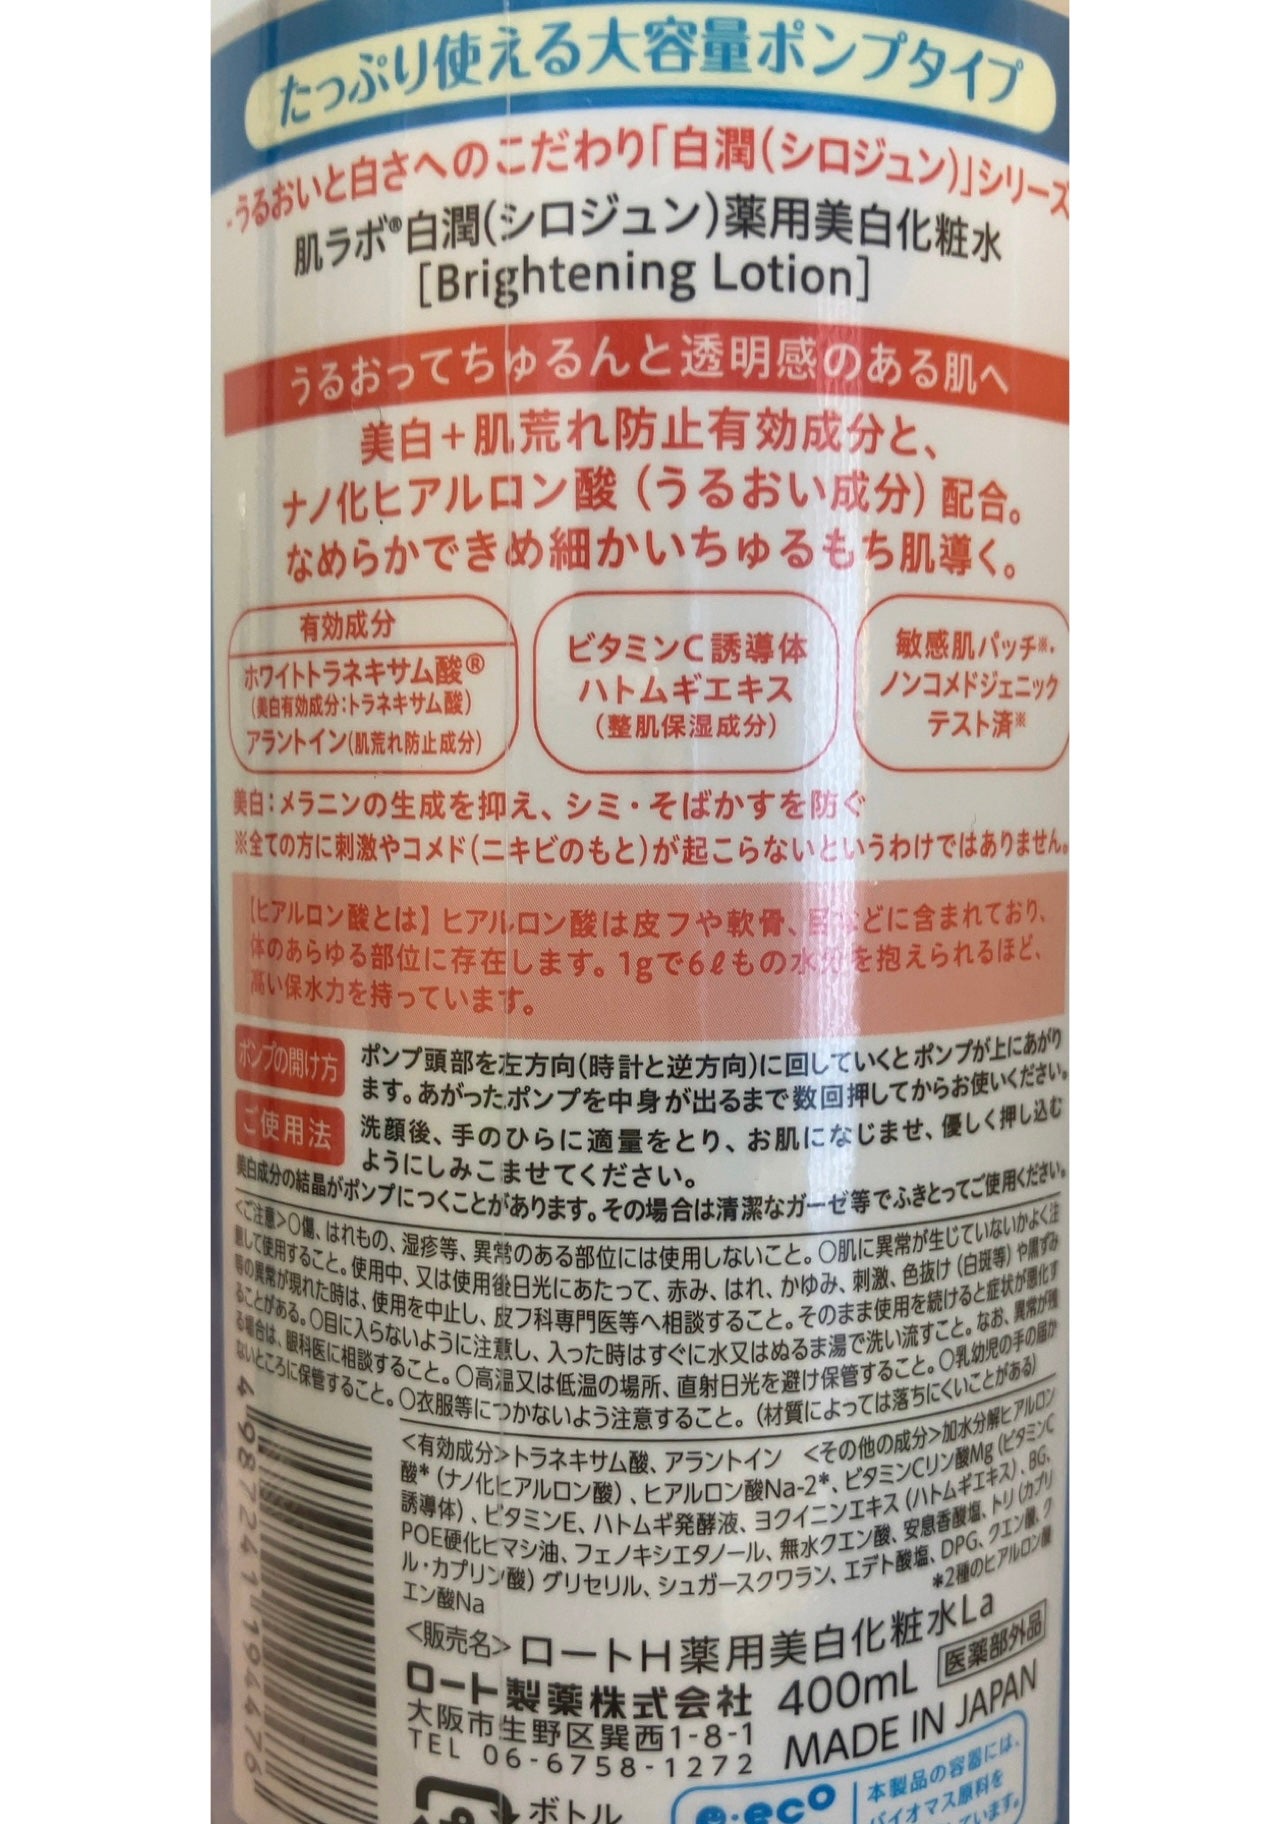 たっぷり使える大容量ポンプタイプ
-うるおいと白さへのこだわり「白潤(シロジュン)」シリーズ
肌ラボ®白潤(シロジュン)薬用美白化粧水
[Brightening Lotion]
うるおってちゅるんと透明感のある肌へ
美白+肌荒れ防止有効成分と、
ナノ化ヒアルロン酸(うるおい成分)配合。
なめらかできめ細かいちゅるもち肌導く。
有効成分
ホワイトトラネキサム酸®
(美白有効成分:トラネキサム酸)
アラントイン(肌荒れ防止成分)
ビタミンC誘導体
ハトムギエキス
(整肌保湿成分)
敏感肌パッチ※・
ノンコメドジェニック
テスト済※
美白:メラニンの生成を抑え、シミ・そばかすを防ぐ
※全ての方に刺激やコメド(ニキビのもと)が起こらないというわけではありません。
【ヒアルロン酸とは】ヒアルロン酸は皮フや軟骨、目などに含まれており、
体のあらゆる部位に存在します。1gで6ℓもの水分を抱えられるほど、
高い保水力を持っています。
ポンプの開け方
ポンプ頭部を左方向(時計と逆方向)に回していくとポンプが上にあがり
ます。あがったポンプを中身が出るまで数回押してからお使いください。
ご使用法
洗顔後、手のひらに適量をとり、お肌になじませ、優しく押し込む
ようにしみこませてください。
美白成分の結晶がポンプにつくことがあります。その場合は清潔なガーゼ等でふきとってご使用ください。
<ご注意>○傷、はれもの、湿疹等、異常のある部位には使用しないこと。○肌に異常が生じていないかよく注
意して使用すること。使用中、又は使用後日光にあたって、赤み、はれ、かゆみ、刺激、色抜け(白斑等)や黒ずみ
等の異常が現れた時は、使用を中止し、皮フ科専門医等へ相談すること。そのまま使用を続けると症状が悪化す
ることがある。○目に入らないように注意し、入った時はすぐに水又はぬるま湯で洗い流すこと。なお、異常が残
る場合は、眼科医に相談すること。○高温又は低温の場所、直射日光を避け保管すること。○乳幼児の手の届か
ないところに保管すること。○衣服等につかないよう注意すること。(材質によっては落ちにくいことがある)
<有効成分>トラネキサム酸、アラントイン <その他の成分>加水分解ヒアルロン
酸*(ナノ化ヒアルロン酸)、ヒアルロン酸Na-2*、ビタミンCリン酸Mg(ビタミンC
誘導体)、ビタミンE、ハトムギ発酵液、ヨクイニンエキス(ハトムギエキス)、BG、
POE硬化ヒマシ油、フェノキシエタノール、無水クエン酸、安息香酸塩、トリ(カプリ
ル・カプリン酸)グリセリル、シュガースクワラン、エデト酸塩、DPG、クエン酸、ク
エン酸Na
*2種のヒアルロン酸
<販売名>ロートH薬用美白化粧水La
ロート製薬株式会社 400mL 医薬部外品
大阪市生野区巽西1-8-1
TEL 06-6758-1272
MADE IN JAPAN
4 987241 194476
ボトル
e・eco
本製品の容器には、
バイオマス原料を